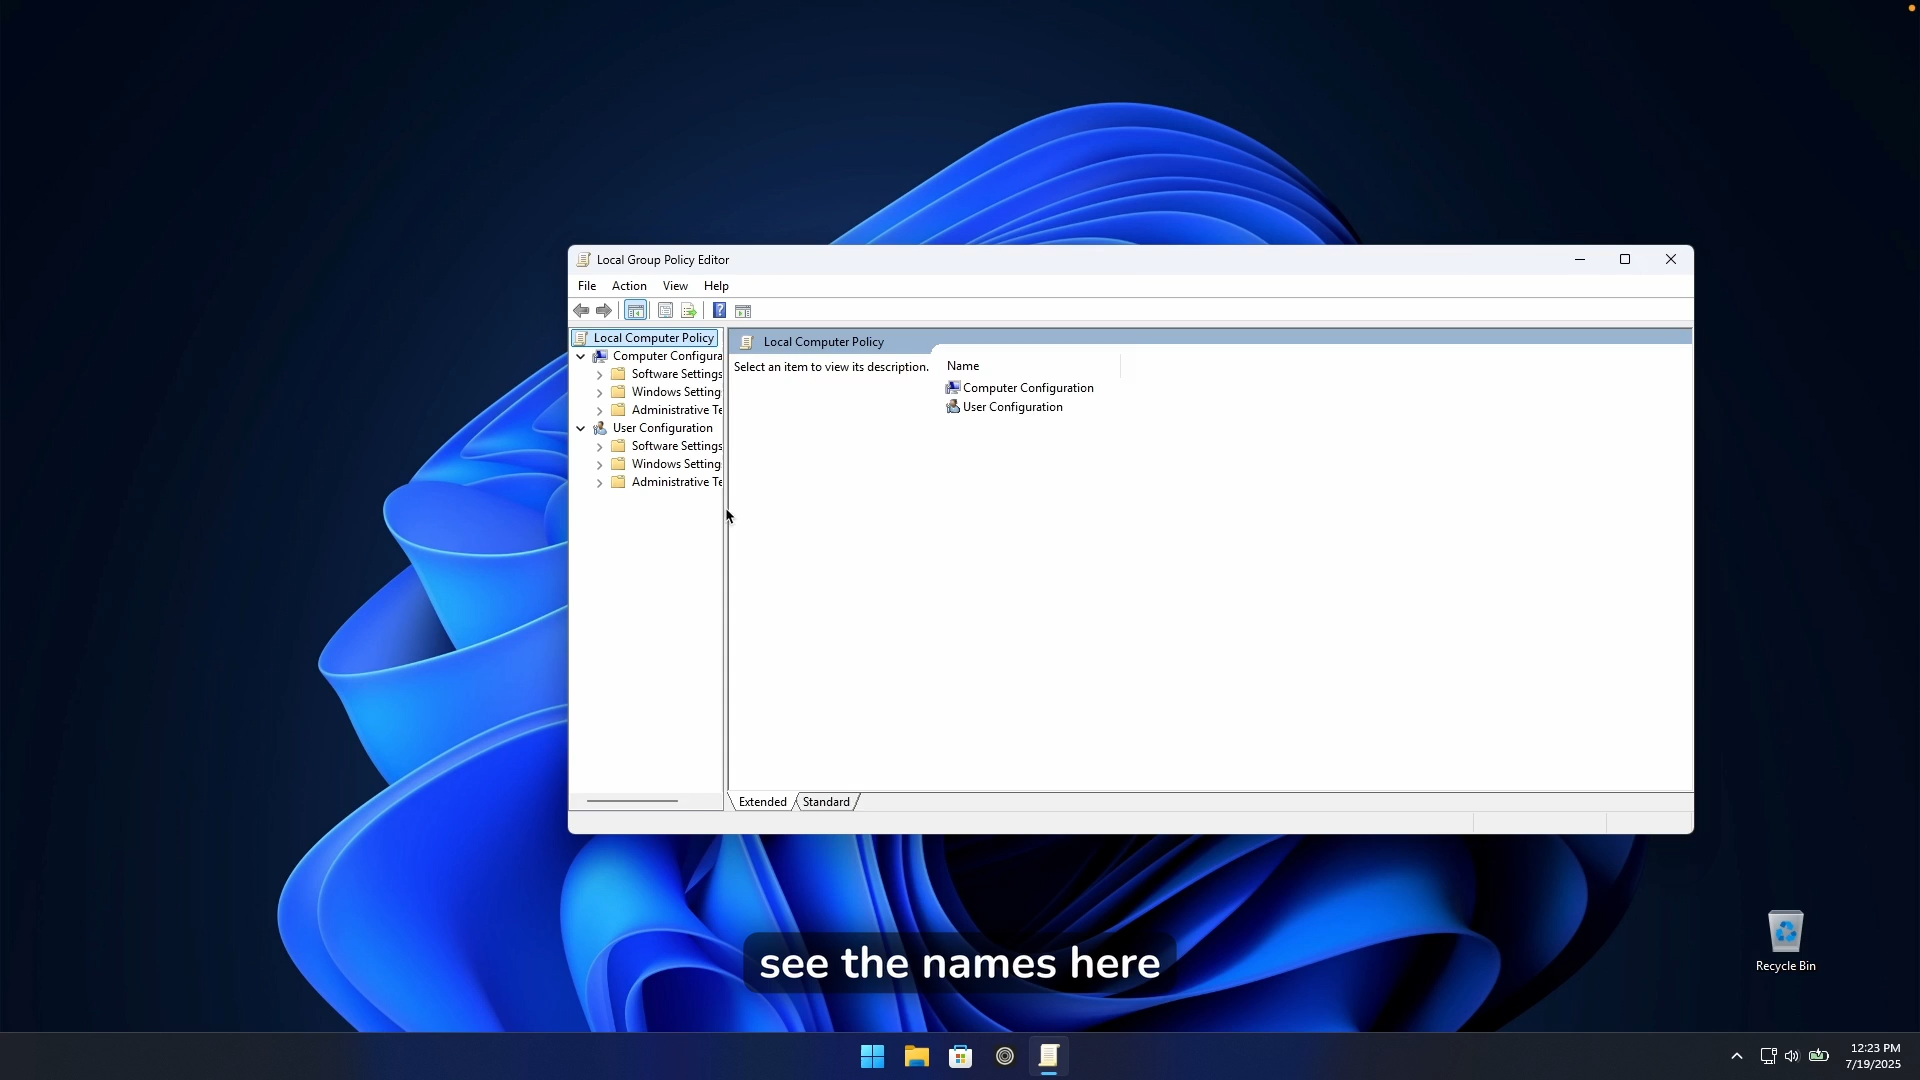 Local Group Policy Editor
File Action View Help
Local Computer Policy
Computer Configura
Software Settings
Windows Setting
Administrative Te
User Configuration
Software Settings
Windows Setting
Administrative Te
Local Computer Policy
Select an item to view its description.
Name
Computer Configuration
User Configuration
Extended Standard
see the names here
Recycle Bin
12:23 PM
7/19/2025